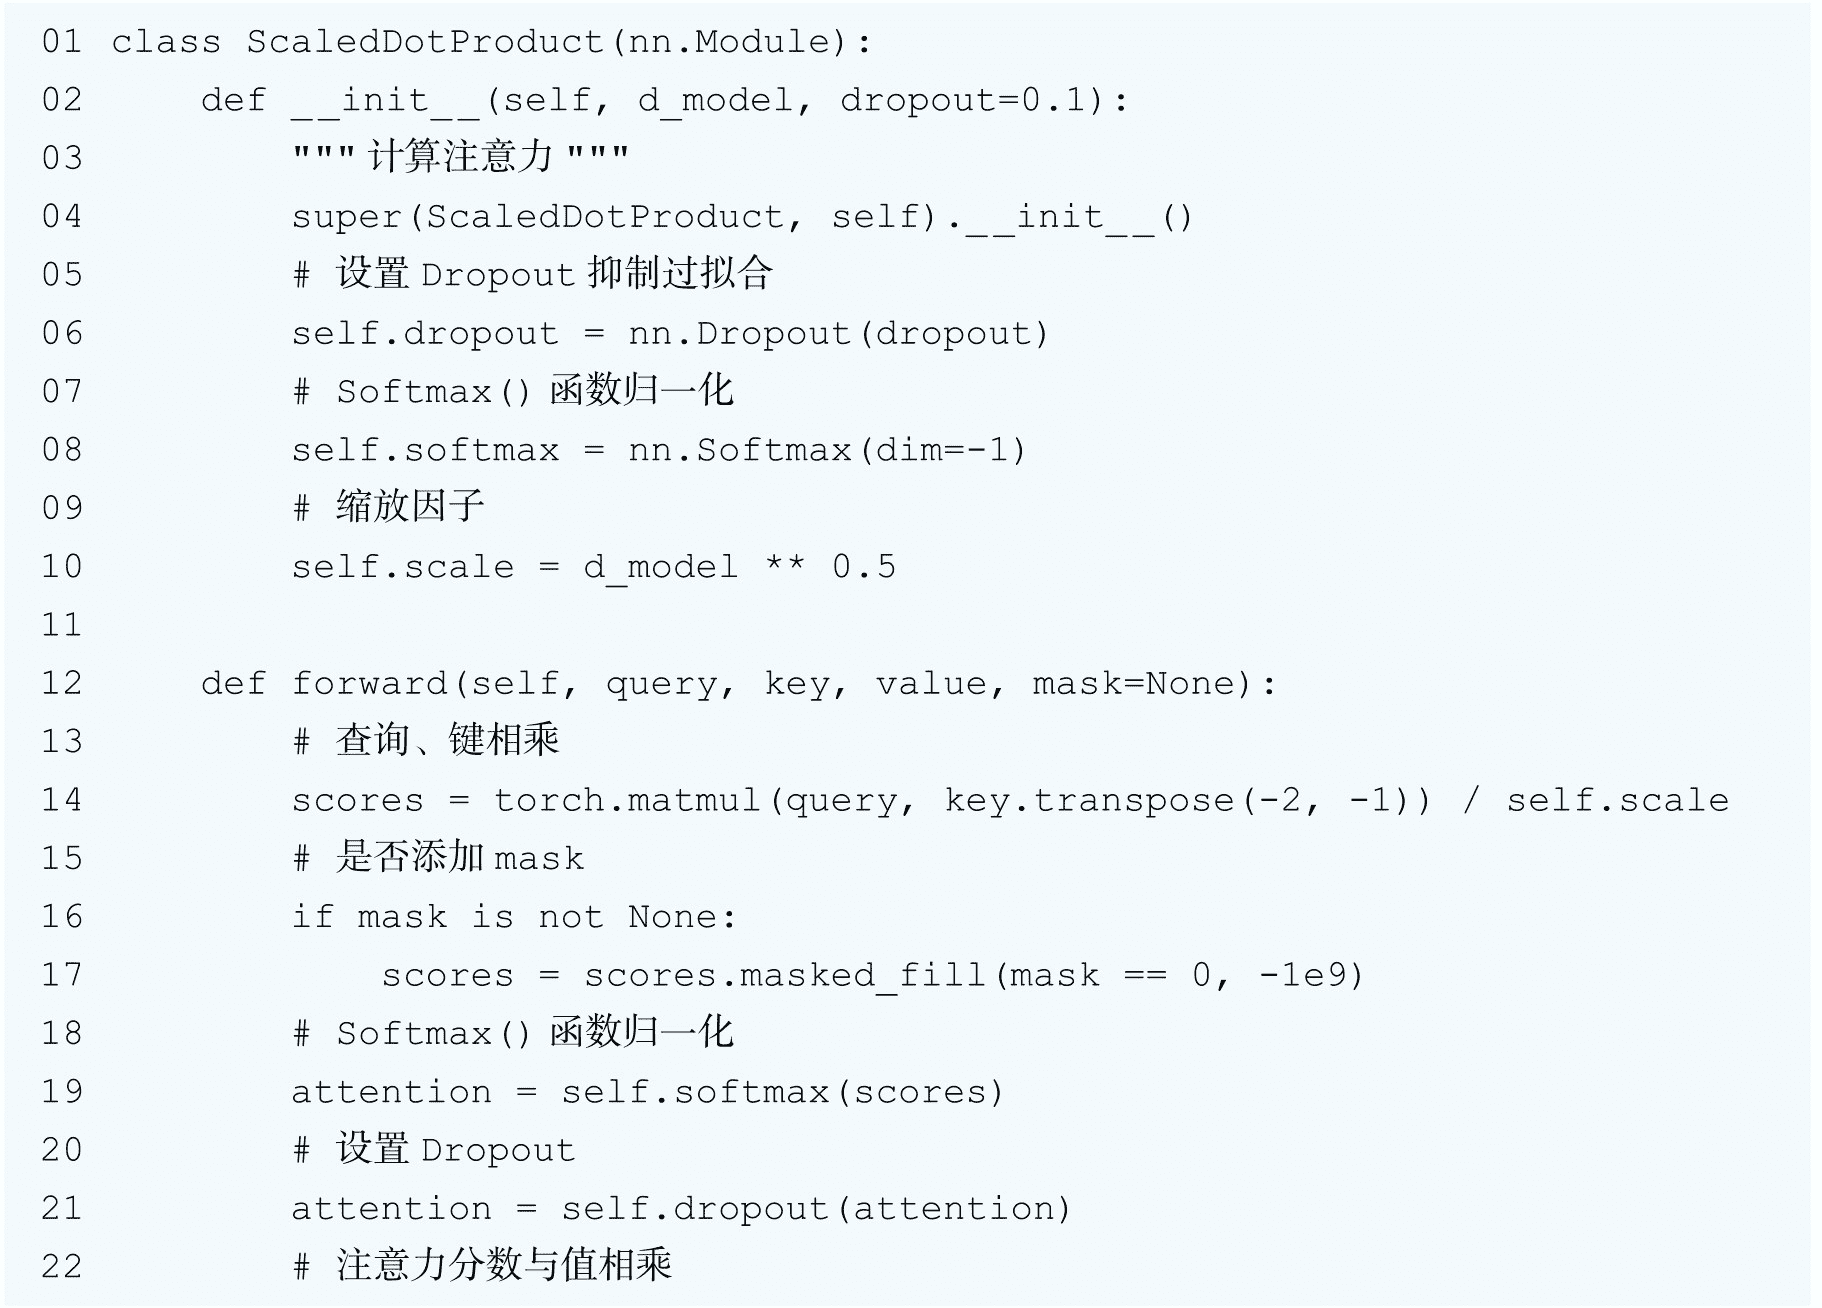 01 class ScaledDotProduct(nn.Module):
02     def __init__(self, d_model, dropout=0.1):
03         """ 计算注意力 """
04         super(ScaledDotProduct, self).__init__()
05         # 设置 Dropout 抑制过拟合
06         self.dropout = nn.Dropout(dropout)
07         # Softmax() 函数归一化
08         self.softmax = nn.Softmax(dim=-1)
09         # 缩放因子
10         self.scale = d_model ** 0.5
11
12     def forward(self, query, key, value, mask=None):
13         # 查询、键相乘
14         scores = torch.matmul(query, key.transpose(-2, -1)) / self.scale
15         # 是否添加 mask
16         if mask is not None:
17             scores = scores.masked_fill(mask == 0, -1e9)
18         # Softmax() 函数归一化
19         attention = self.softmax(scores)
20         # 设置 Dropout
21         attention = self.dropout(attention)
22         # 注意力分数与值相乘